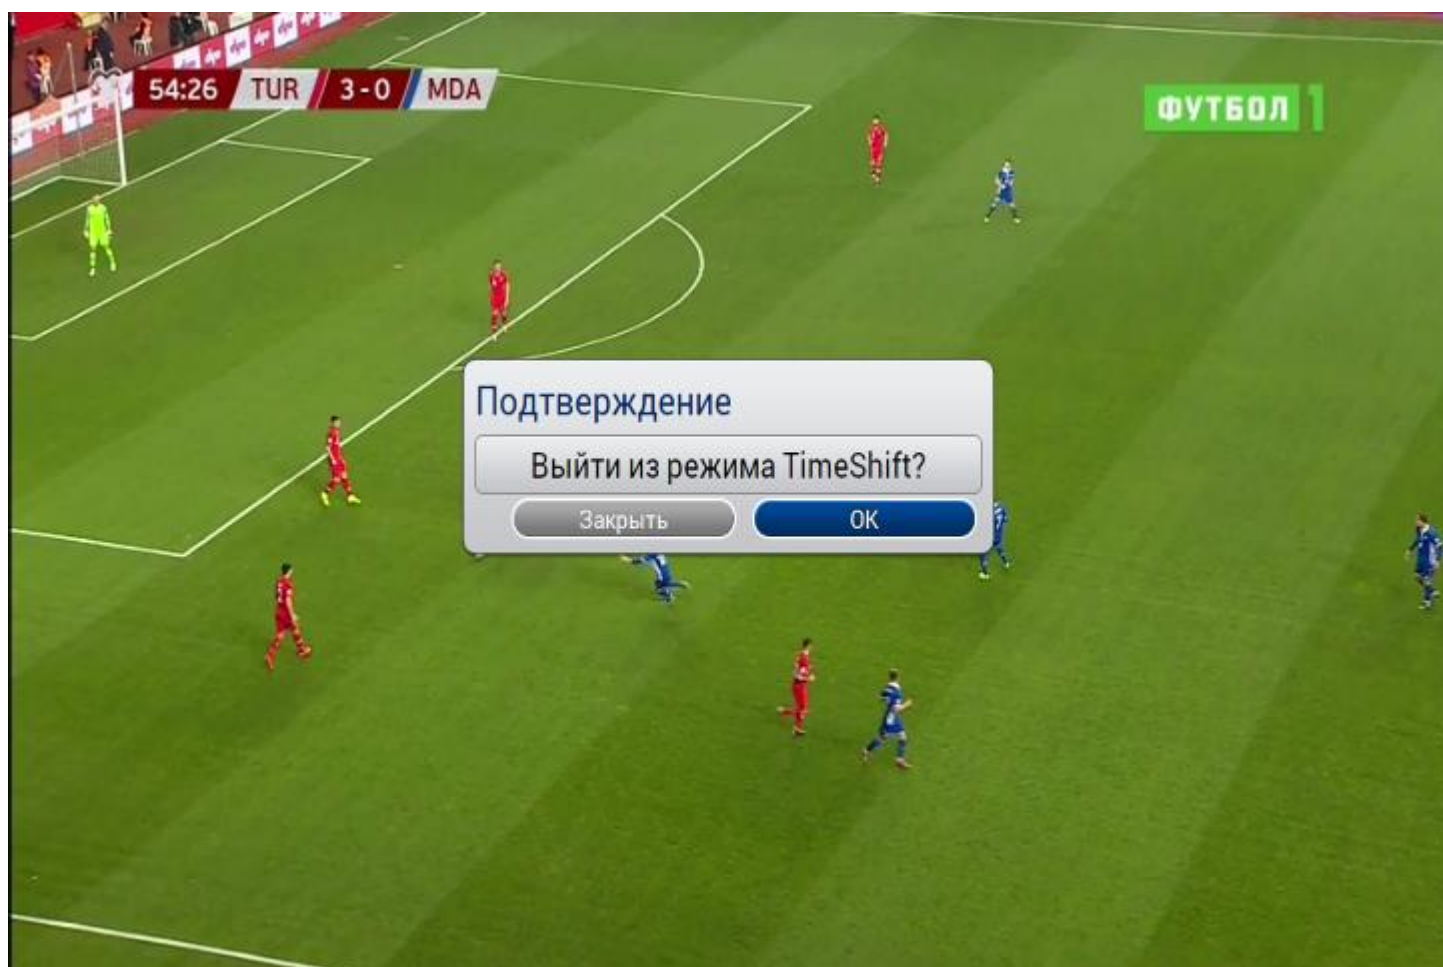 54:26 TUR 3-0 MDA
ФУТБОЛ 1
Подтверждение
Выйти из режима TimeShift?
Закрыть OK